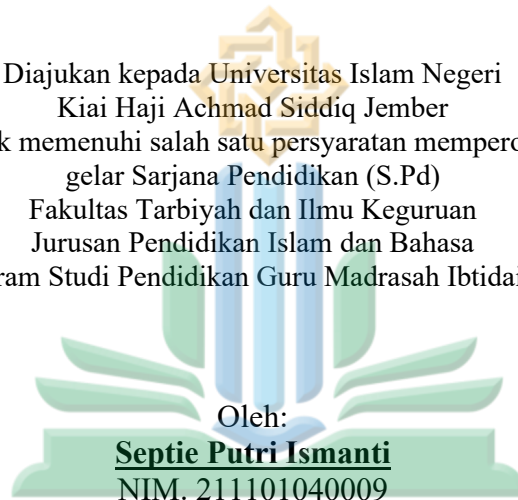 Diajukan kepada Universitas Islam Negeri
Kiai Haji Achmad Siddiq Jember
memenuhi salah satu persyaratan
gelar Sarjana Pendidikan (S.Pd)
Fakultas Tarbiyah dan Ilmu Keguruan
Jurusan Pendidikan Islam dan Bahasa
Studi Pendidikan Guru Madrasah
Oleh:
Septie Putri Ismanti
NIM. 211101040009